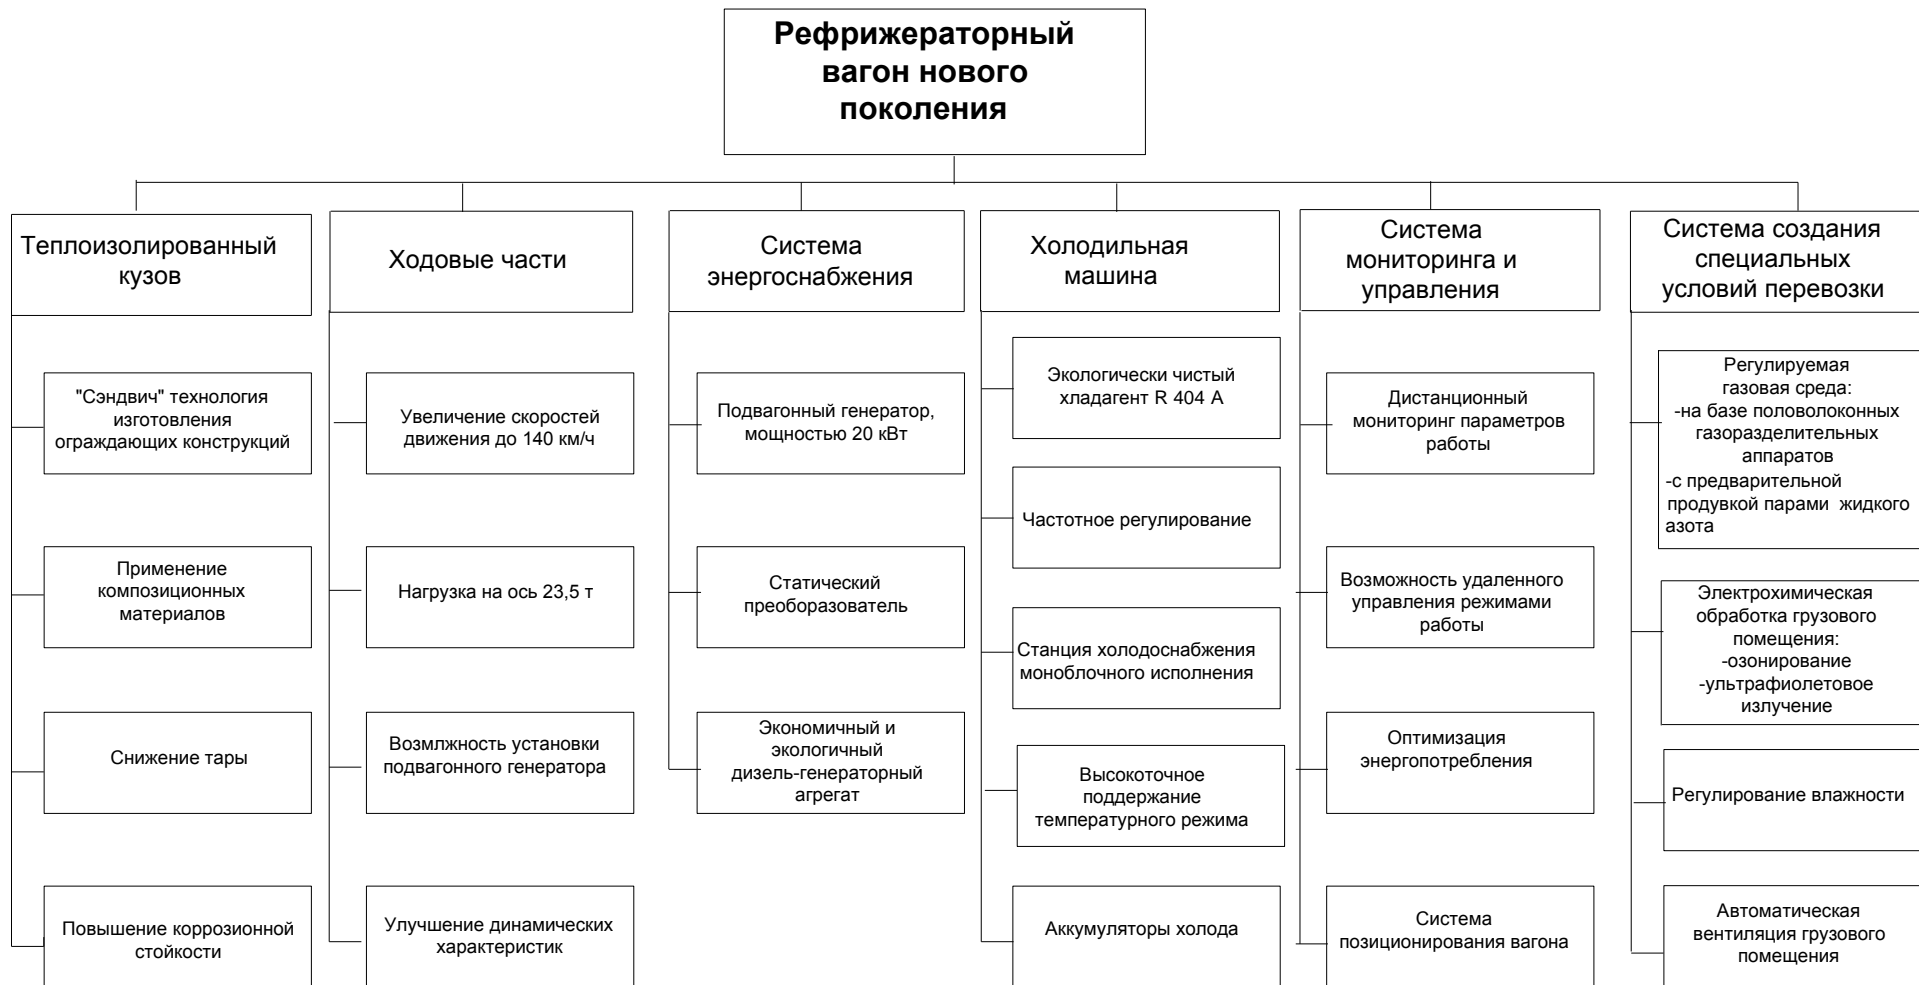 Рефрижераторный
вагон нового
поколения
Теплоизолированный
кузов
"Сэндвич" технология
изготовления
ограждающих конструкций
Применение
композиционных
материалов
Снижение тары
Повышение коррозионной
стойкости
Ходовые части
Увеличение скоростей
движения до 140 км/ч
Нагрузка на ось 23,5 т
Возмлжность установки
подвагонного генератора
Улучшение динамических
характеристик
Система
энергоснабжения
Подвагонный генератор,
мощностью 20 кВт
Статический
преоборазователь
Экономичный и
экологичный
дизель-генераторный
агрегат
Холодильная
машина
Экологически чистый
хладагент R 404 A
Частотное регулирование
Станция холодоснабжения
моноблочного исполнения
Высокоточное
поддержание
температурного режима
Аккумуляторы холода
Система
мониторинга и
управления
Дистанционный
мониторинг параметров
работы
Возможность удаленного
управления режимами
работы
Оптимизация
энергопотребления
Система
позиционирования вагона
Система создания
специальных
условий перевозки
Регулируемая
газовая среда:
-на базе половолоконных
газоразделительных
аппаратов
-с предварительной
продувкой парами жидкого
азота
Электрохимическая
обработка грузового
помещения:
-озонирование
-ультрафиолетовое
излучение
Регулирование влажности
Автоматическая
вентиляция грузового
помещения